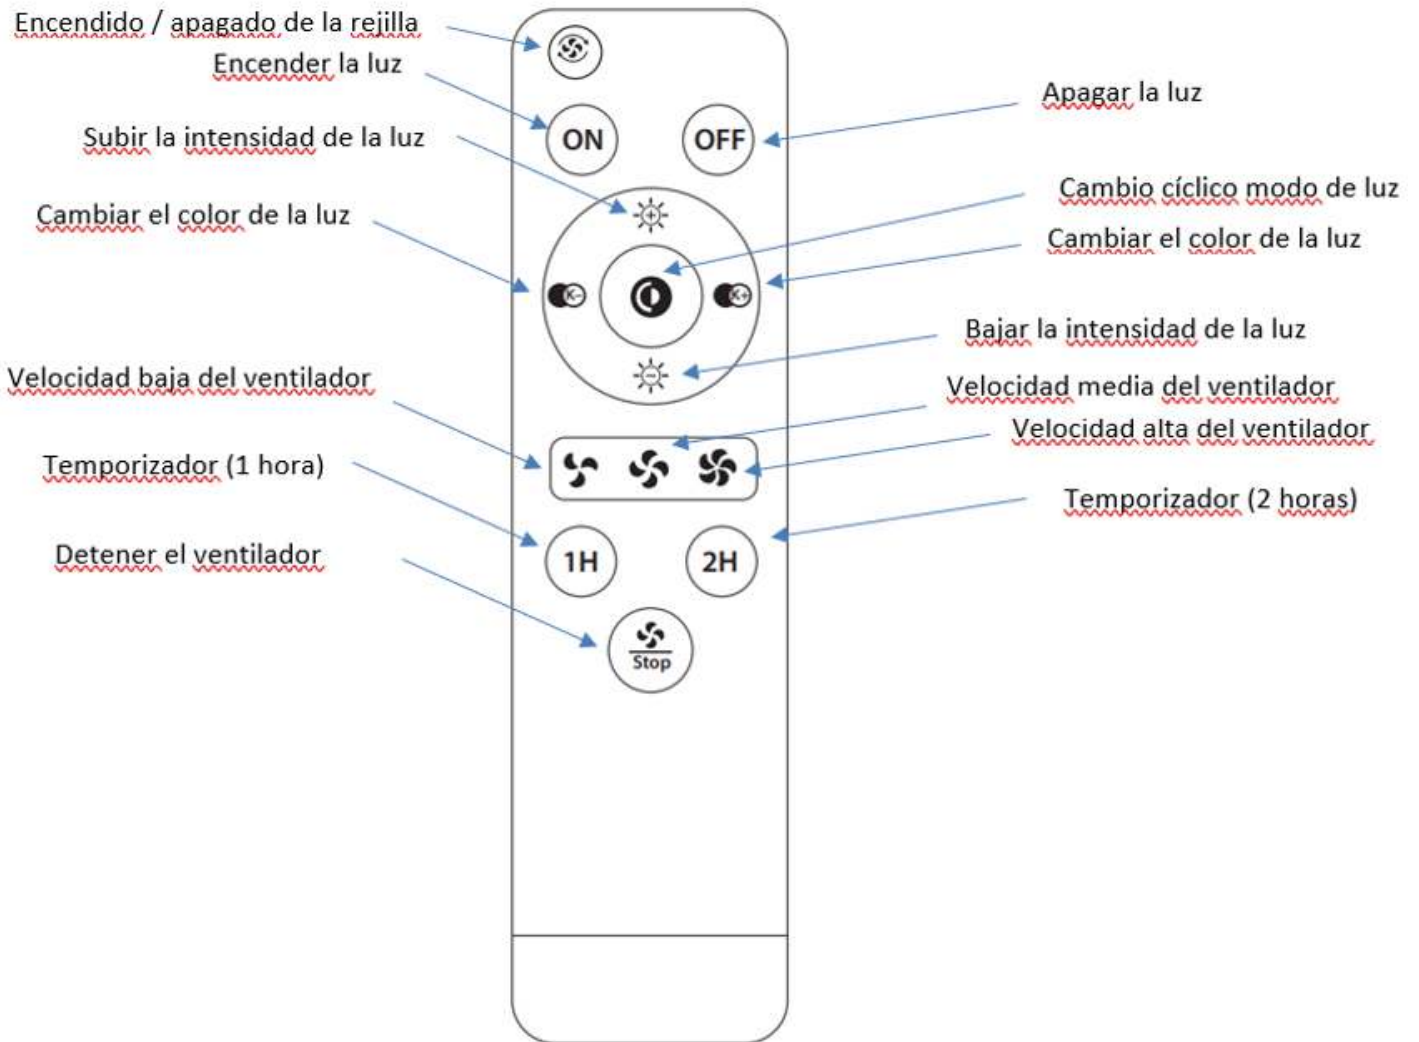 Encendido / apagado de la rejilla
Encender la luz
Apagar la luz
ON
OFF
Subir la intensidad de la luz
Cambio cíclico modo de luz
Cambiar el color de la luz
Cambiar el color de la luz
K-
K+
Bajar la intensidad de la luz
Velocidad baja del ventilador
Velocidad media del ventilador
Velocidad alta del ventilador
Temporizador (1 hora)
Temporizador (2 horas)
1H
2H
Detener el ventilador
Stop